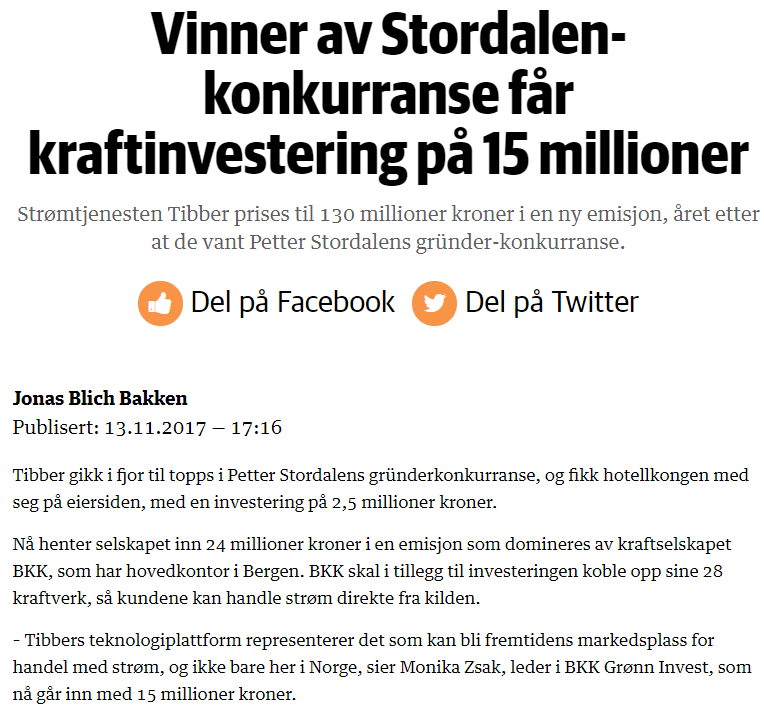 Vinner av Stordalen-
konkurranse får
kraftinvestering på 15 millioner
Strømtjenesten Tibber prises til 130 millioner kroner i en ny emisjon, året etter
at de vant Petter Stordalens gründer-konkurranse.
Del på Facebook Del på Twitter
Jonas Blich Bakken
Publisert: 13.11.2017 – 17:16
Tibber gikk i fjor til topps i Petter Stordalens gründerkonkurranse, og fikk hotellkongen med
seg på eiersiden, med en investering på 2,5 millioner kroner.
Nå henter selskapet inn 24 millioner kroner i en emisjon som domineres av kraftselskapet
BKK, som har hovedkontor i Bergen. BKK skal i tillegg til investeringen koble opp sine 28
kraftverk, så kundene kan handle strøm direkte fra kilden.
- Tibbers teknologiplattform representerer det som kan bli fremtidens markedsplass for
handel med strøm, og ikke bare her i Norge, sier Monika Zsak, leder i BKK Grønn Invest, som
nå går inn med 15 millioner kroner.